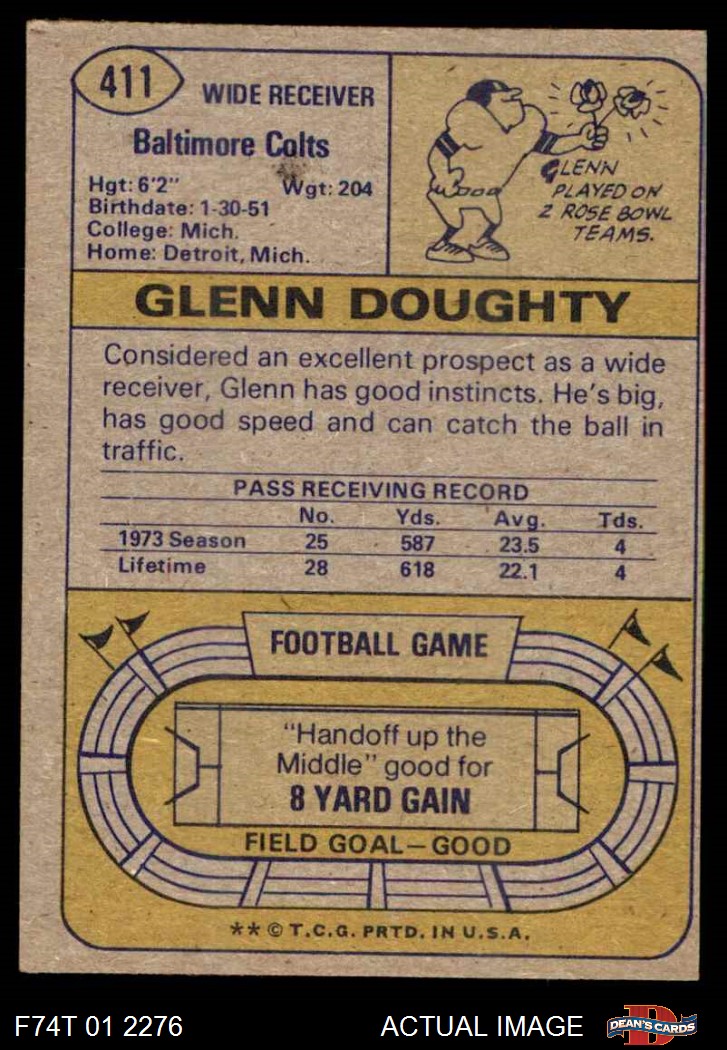 411
WIDE RECEIVER
Baltimore Colts
Hgt: 6'2" Wgt: 204
Birthdate: 1-30-51
College: Mich.
Home: Detroit, Mich.
GLENN
PLAYED ON
2 ROSE BOWL
TEAMS.
GLENN DOUGHTY
Considered an excellent prospect as a wide
receiver, Glenn has good instincts. He's big,
has good speed and can catch the ball in
traffic.
PASS RECEIVING RECORD
No. Yds. Avg. Tds.
1973 Season 25 587 23.5 4
Lifetime 28 618 22.1 4
FOOTBALL GAME
"Handoff up the
Middle" good for
8 YARD GAIN
FIELD GOAL—GOOD
** © T.C.G. PRTD. IN U.S.A.
F74T 01 2276 ACTUAL IMAGE
DEAN'S CARDS